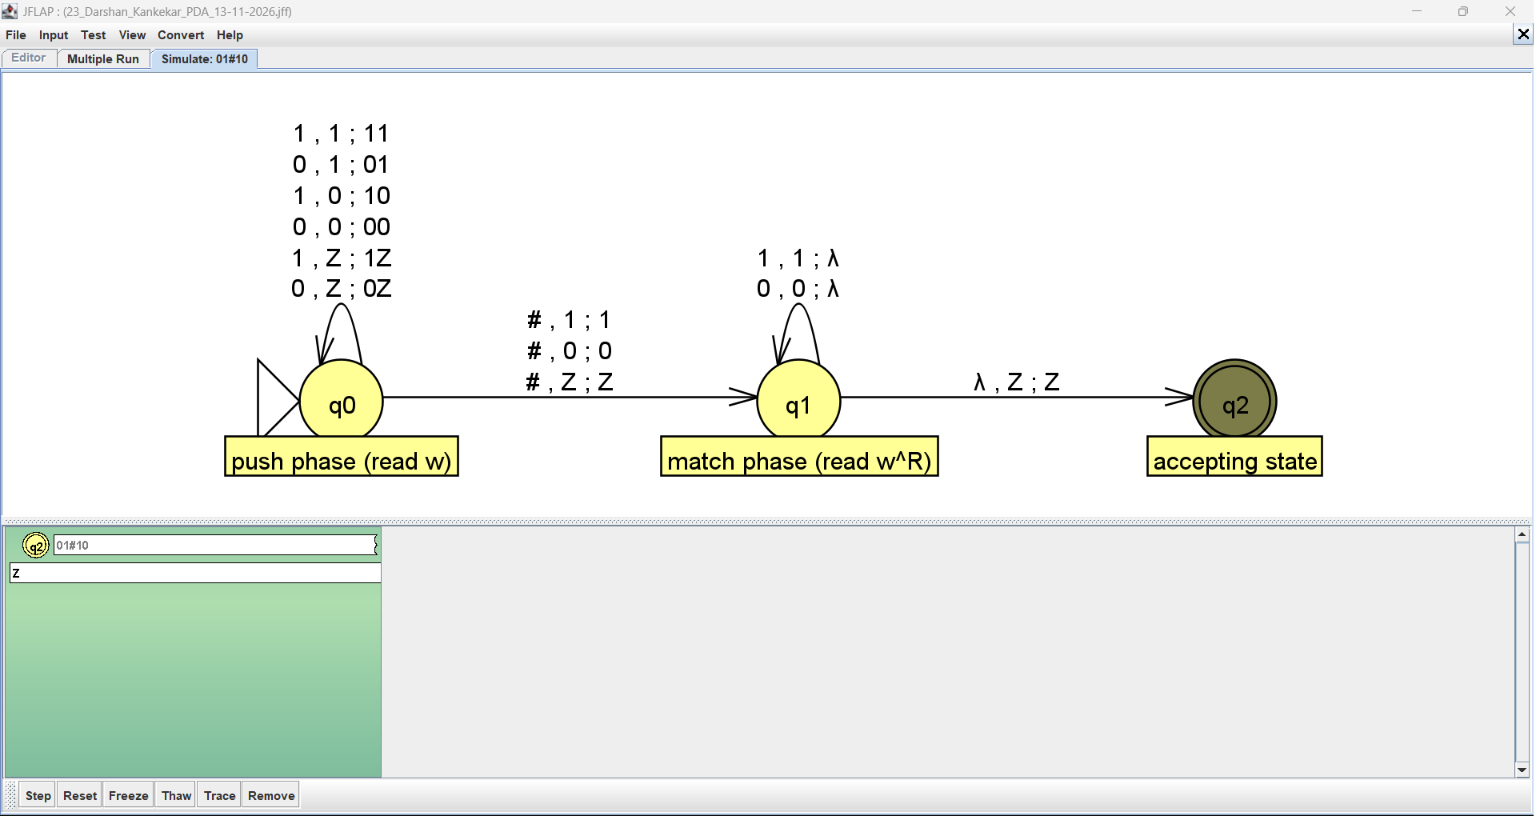 JFLAP : (23_Darshan_Kankekar_PDA_13-11-2026.jff)
File Input Test View Convert Help
Editor Multiple Run Simulate: 01#10
1 , 1 ; 11
0 , 1 ; 01
1 , 0 ; 10
0 , 0 ; 00
1 , Z ; 1Z
0 , Z ; 0Z
1 , 1 ; λ
0 , 0 ; λ
# , 1 ; 1
# , 0 ; 0
# , Z ; Z
λ , Z ; Z
q0
q1
q2
push phase (read w)
match phase (read w^R)
accepting state
q2 01#10
Z
Step Reset Freeze Thaw Trace Remove